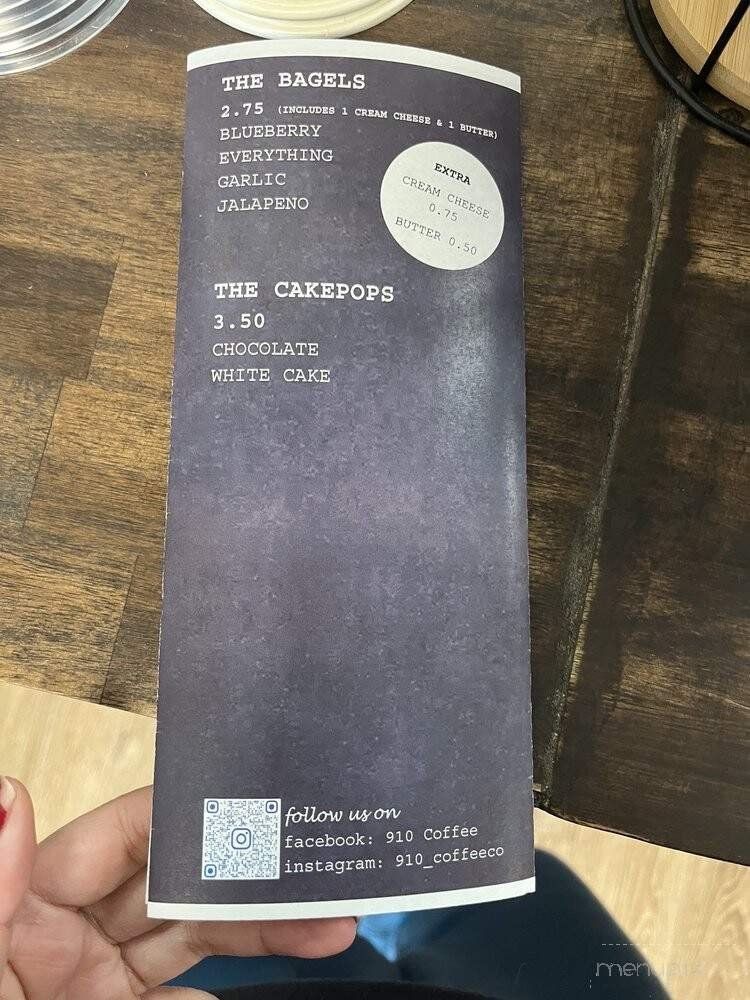 THE BAGELS
2.75 (INCLUDES 1 CREAM CHEESE & 1 BUTTER)
BLUEBERRY
EVERYTHING
GARLIC
JALAPENO
EXTRA
CREAM CHEESE
0.75
BUTTER 0.50
THE CAKEPOPS
3.50
CHOCOLATE
WHITE CAKE
follow us on
facebook: 910 Coffee
instagram: 910_coffeeco